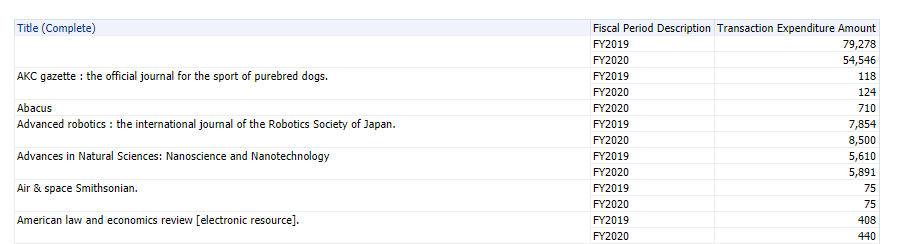 Title (Complete) Fiscal Period Description Transaction Expenditure Amount
FY2019 79,278
FY2020 54,546
AKC gazette : the official journal for the sport of purebred dogs. FY2019 118
FY2020 124
Abacus FY2020 710
Advanced robotics : the international journal of the Robotics Society of Japan. FY2019 7,854
FY2020 8,500
Advances in Natural Sciences: Nanoscience and Nanotechnology FY2019 5,610
FY2020 5,891
Air & space Smithsonian. FY2019 75
FY2020 75
American law and economics review [electronic resource]. FY2019 408
FY2020 440